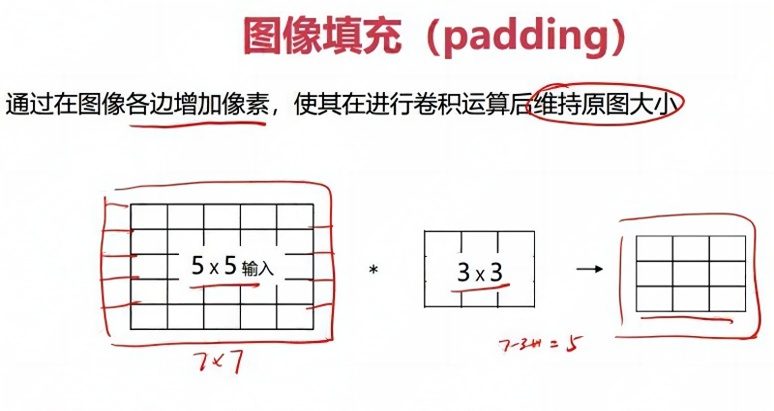 图像填充（padding）
通过在图像各边增加像素，使其在进行卷积运算后维持原图大小
5 x 5 输入 * 3 x 3 →
7×7
7-3+1 = 5